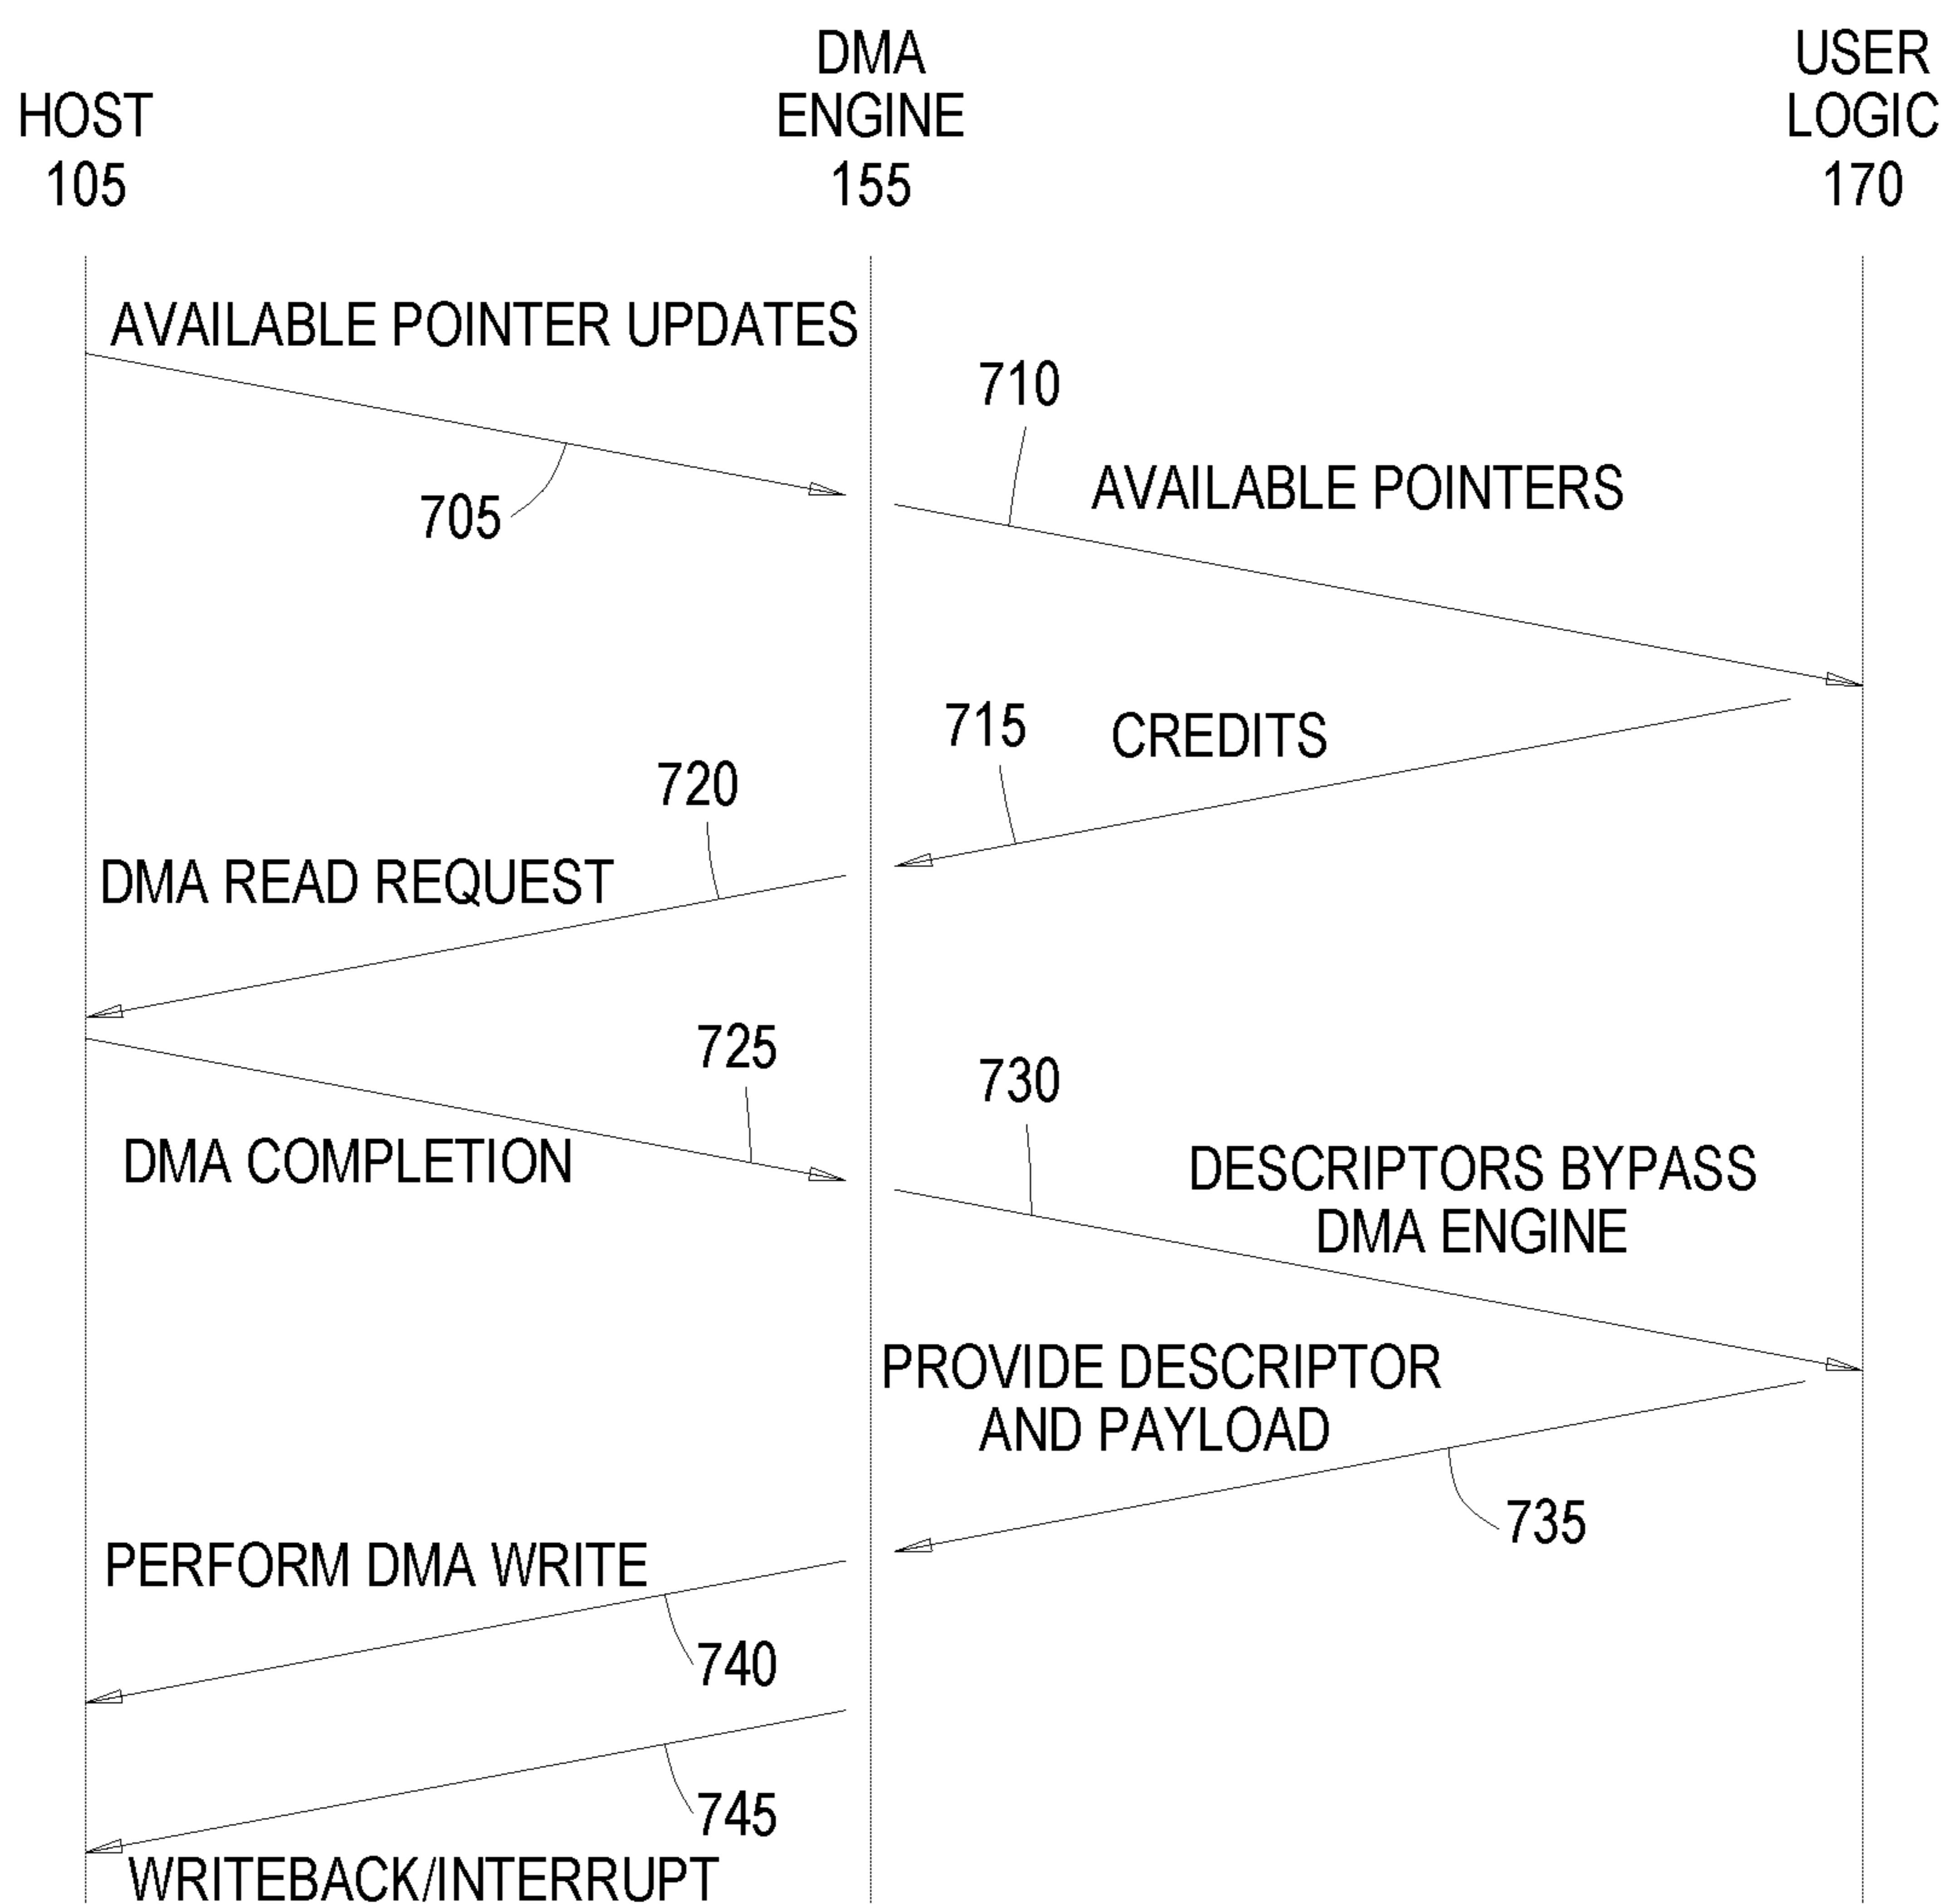 HOST
105
DMA
ENGINE
155
USER
LOGIC
170
AVAILABLE POINTER UPDATES
705
710
AVAILABLE POINTERS
715
CREDITS
720
DMA READ REQUEST
725
DMA COMPLETION
730
DESCRIPTORS BYPASS
DMA ENGINE
PROVIDE DESCRIPTOR
AND PAYLOAD
735
PERFORM DMA WRITE
740
745
WRITEBACK/INTERRUPT